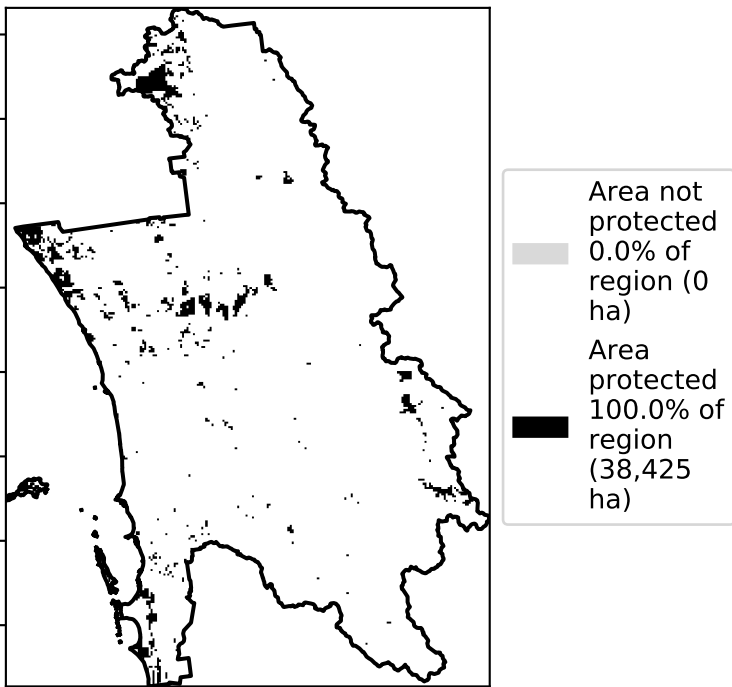 Area not
protected
0.0% of
region (0
ha)
Area
protected
100.0% of
region
(38,425
ha)